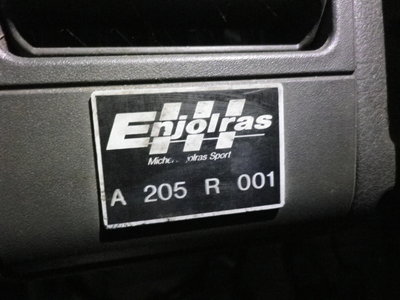 Enjolras
Sport
A 205 R 001